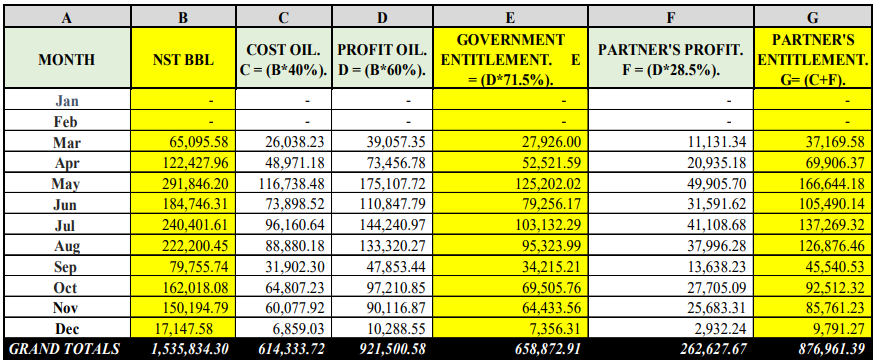 A B C D E F G
MONTH NST BBL COST OIL. C = (B*40%). PROFIT OIL. D = (B*60%). GOVERNMENT ENTITLEMENT. E = (D*71.5%). PARTNER'S PROFIT. F = (D*28.5%). PARTNER'S ENTITLEMENT. G= (C+F).
Jan - - - - - -
Feb - - - - - -
Mar 65,095.58 26,038.23 39,057.35 27,926.00 11,131.34 37,169.58
Apr 122,427.96 48,971.18 73,456.78 52,521.59 20,935.18 69,906.37
May 291,846.20 116,738.48 175,107.72 125,202.02 49,905.70 166,644.18
Jun 184,746.31 73,898.52 110,847.79 79,256.17 31,591.62 105,490.14
Jul 240,401.61 96,160.64 144,240.97 103,132.29 41,108.68 137,269.32
Aug 222,200.45 88,880.18 133,320.27 95,323.99 37,996.28 126,876.46
Sep 79,755.74 31,902.30 47,853.44 34,215.21 13,638.23 45,540.53
Oct 162,018.08 64,807.23 97,210.85 69,505.76 27,705.09 92,512.32
Nov 150,194.79 60,077.92 90,116.87 64,433.56 25,683.31 85,761.23
Dec 17,147.58 6,859.03 10,288.55 7,356.31 2,932.24 9,791.27
GRAND TOTALS 1,535,834.30 614,333.72 921,500.58 658,872.91 262,627.67 876,961.39